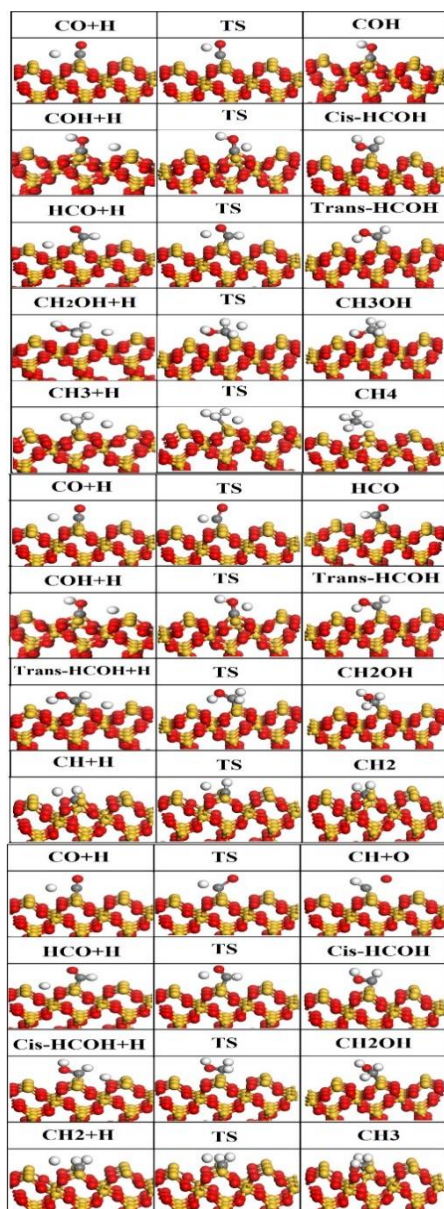 CO+H TS COH
COH+H TS Cis-HCOH
HCO+H TS Trans-HCOH
CH2OH+H TS CH3OH
CH3+H TS CH4
CO+H TS HCO
COH+H TS Trans-HCOH
Trans-HCOH+H TS CH2OH
CH+H TS CH2
CO+H TS CH+O
HCO+H TS Cis-HCOH
Cis-HCOH+H TS CH2OH
CH2+H TS CH3